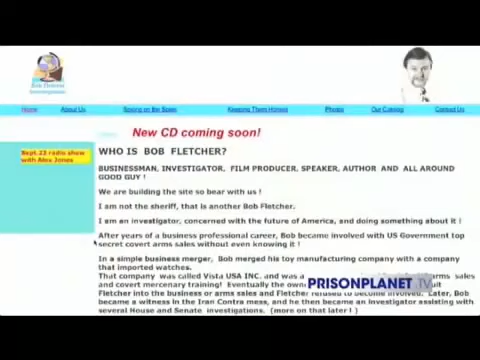 Bob Fletcher
Investigations
Home About Us Spying on the Spies Keeping Them Honest Photos Our Catalog Contact Us
New CD coming soon!
Sept 23 radio show
with Alex Jones
WHO IS BOB FLETCHER?
BUSINESSMAN, INVESTIGATOR, FILM PRODUCER, SPEAKER, AUTHOR AND ALL AROUND
GOOD GUY !
We are building the site so bear with us !
I am not the sheriff, that is another Bob Fletcher.
I am an investigator, concerned with the future of America, and doing something about it !
After years of a business professional career, Bob became involved with US Government top
secret covert arms sales without even knowing it !
In a simple business merger, Bob merged his toy manufacturing company with a
company that imported watches.
That company was called Vista USA INC. and was a arms sales
and covert mercenary training! Eventually the owne
Fletcher into the business or arms sales and Fletcher refused to become involved. Later, Bob
became a witness in the Iran Contra mess, and he then became an investigator assisting with
several House and Senate investigations. (more on that later ! )
PRISONPLANET.TV